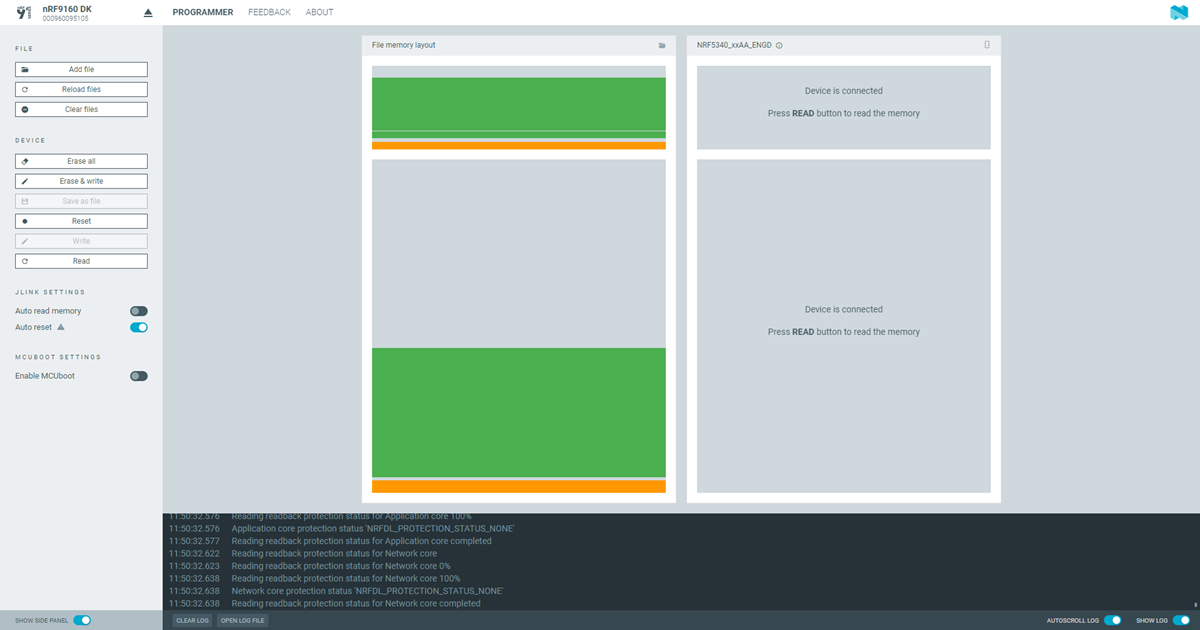 91
nRF9160 DK
000960095105
PROGRAMMER
FEEDBACK
ABOUT
FILE
Add file
Reload files
Clear files
DEVICE
Erase all
Erase & write
Save as file
Reset
Write
Read
JLINK SETTINGS
Auto read memory
Auto reset
MCUBOOT SETTINGS
Enable MCUboot
SHOW SIDE PANEL
File memory layout
NRF5340_xxAA_ENGD
Device is connected
Press READ button to read the memory
Device is connected
Press READ button to read the memory
11:50:32.576 Reading readback protection status for Application core 100%
11:50:32.576 Application core protection status 'NRFDL_PROTECTION_STATUS_NONE'
11:50:32.577 Reading readback protection status for Application core completed
11:50:32.622 Reading readback protection status for Network core
11:50:32.623 Reading readback protection status for Network core 0%
11:50:32.638 Reading readback protection status for Network core 100%
11:50:32.638 Network core protection status 'NRFDL_PROTECTION_STATUS_NONE'
11:50:32.638 Reading readback protection status for Network core completed
CLEAR LOG
OPEN LOG FILE
AUTOSCROLL LOG
SHOW LOG